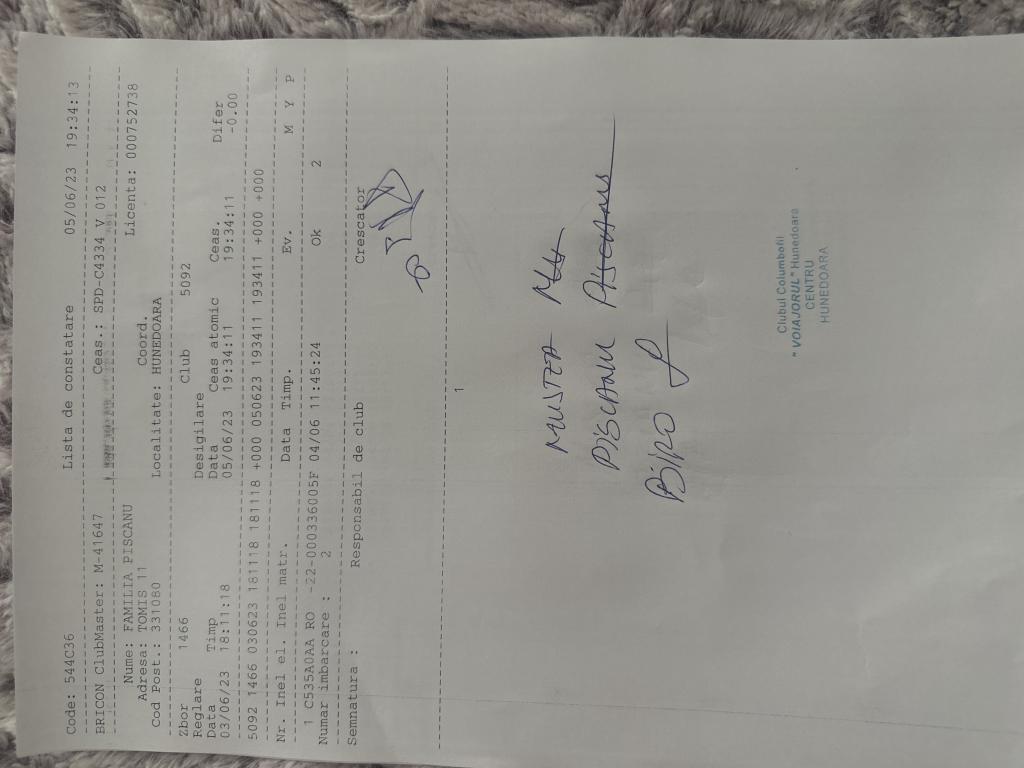 Code: 544C36 Lista de constatare 05/06/23 19:34:13
BRICON ClubMaster: M-41647 Ceas.: SPD-C4334 V 012
Nume: FAMILIA PISCANU Licenta: 000752738
Adresa: TOMIS 11 Coord.
Cod Post.: 331080 Localitate: HUNEDOARA
Zbor 1466 Club 5092
Reglare Desigilare
Data Timp Data Ceas atomic Ceas. Difer
03/06/23 18:11:18 05/06/23 19:34:11 19:34:11 -0.00
5092 1466 030623 181118 181118 +000 050623 193411 193411 +000 +000
Nr. Inel el. Inel matr. Data Timp. Ev. M Y P
1 C535A0AA RO -22-000336005F 04/06 11:45:24 Ok 2
Numar imbarcare : 2
Semnatura : Responsabil de club Crescator
1
MUSTEA
PISCANU PISCANU
BIRO
Clubul Columbofil
"VOIAJORUL" Hunedoara
CENTRU
HUNEDOARA